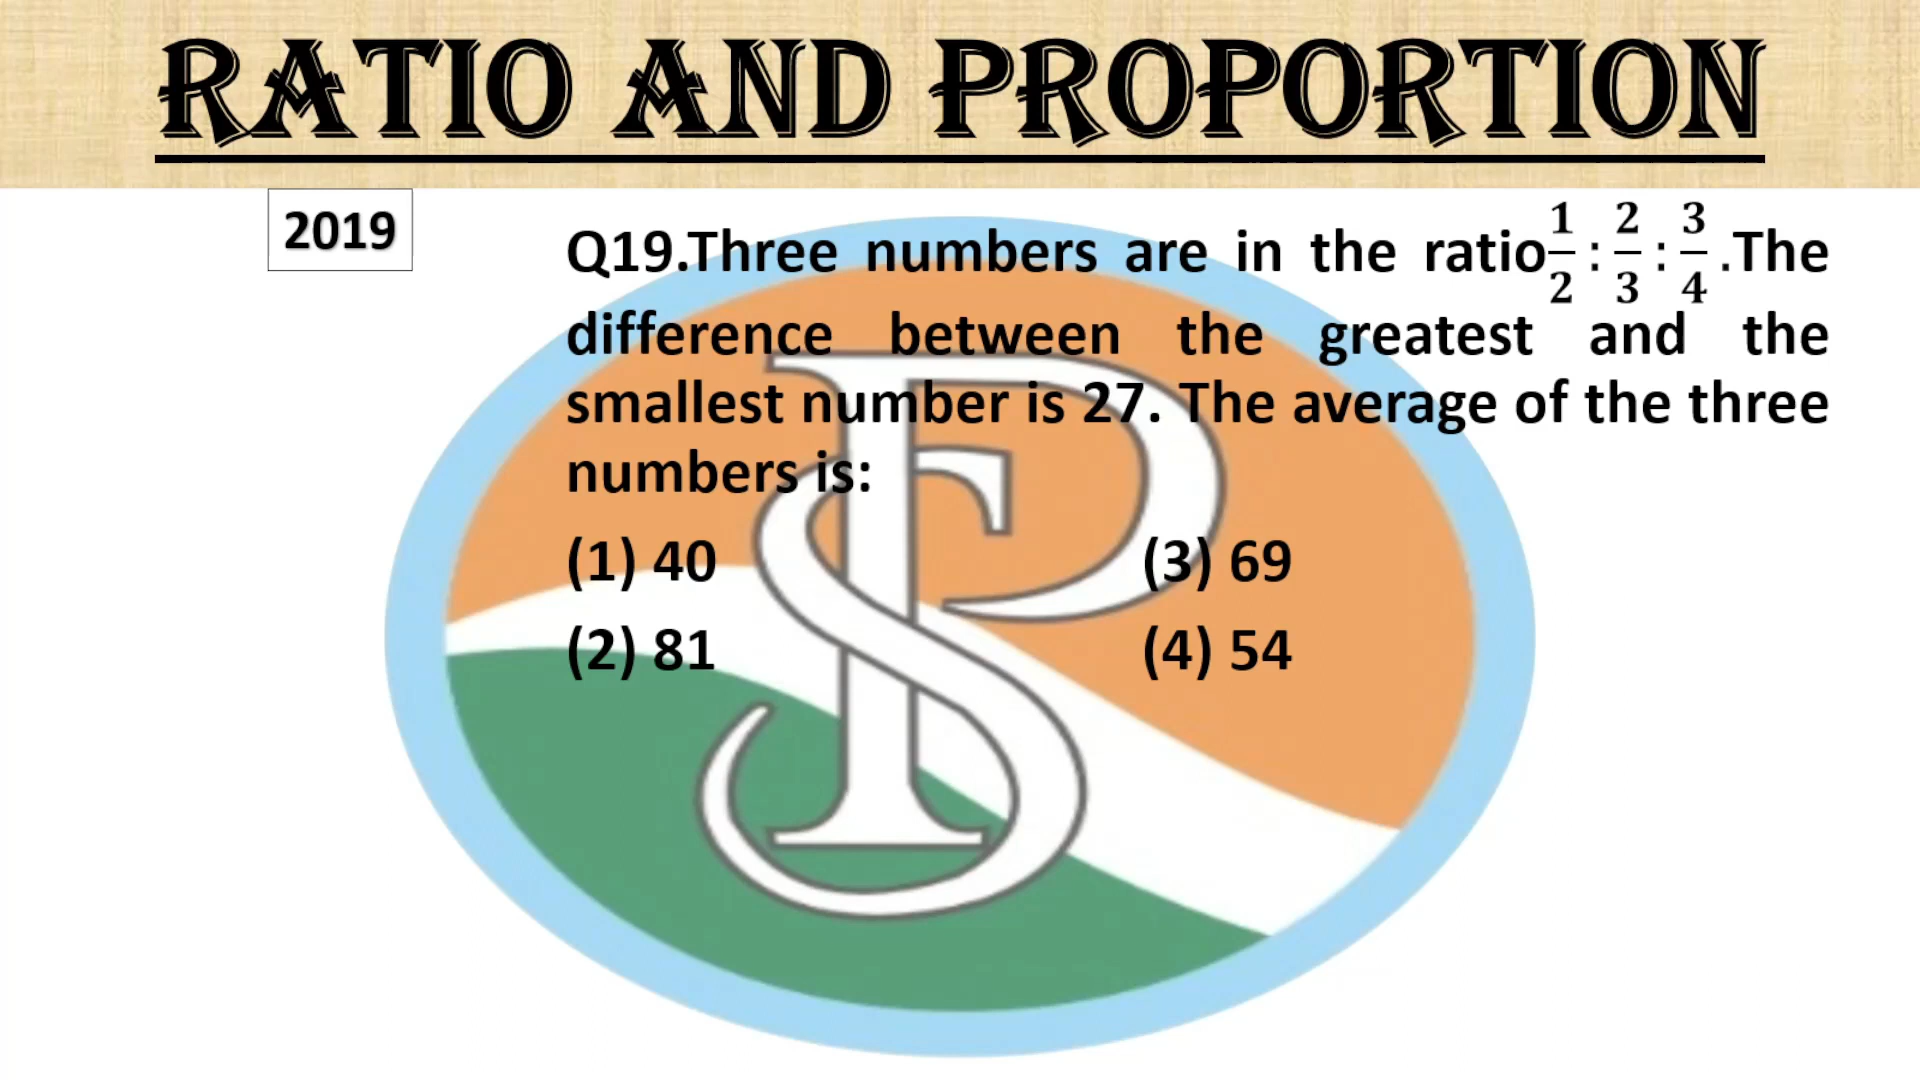 RATIO AND PROPORTION
2019
Q19.Three numbers are in the ratio 1/2 : 2/3 : 3/4 .The
difference between the greatest and the
smallest number is 27. The average of the three
numbers is:
(1) 40 (3) 69
(2) 81 (4) 54
PS